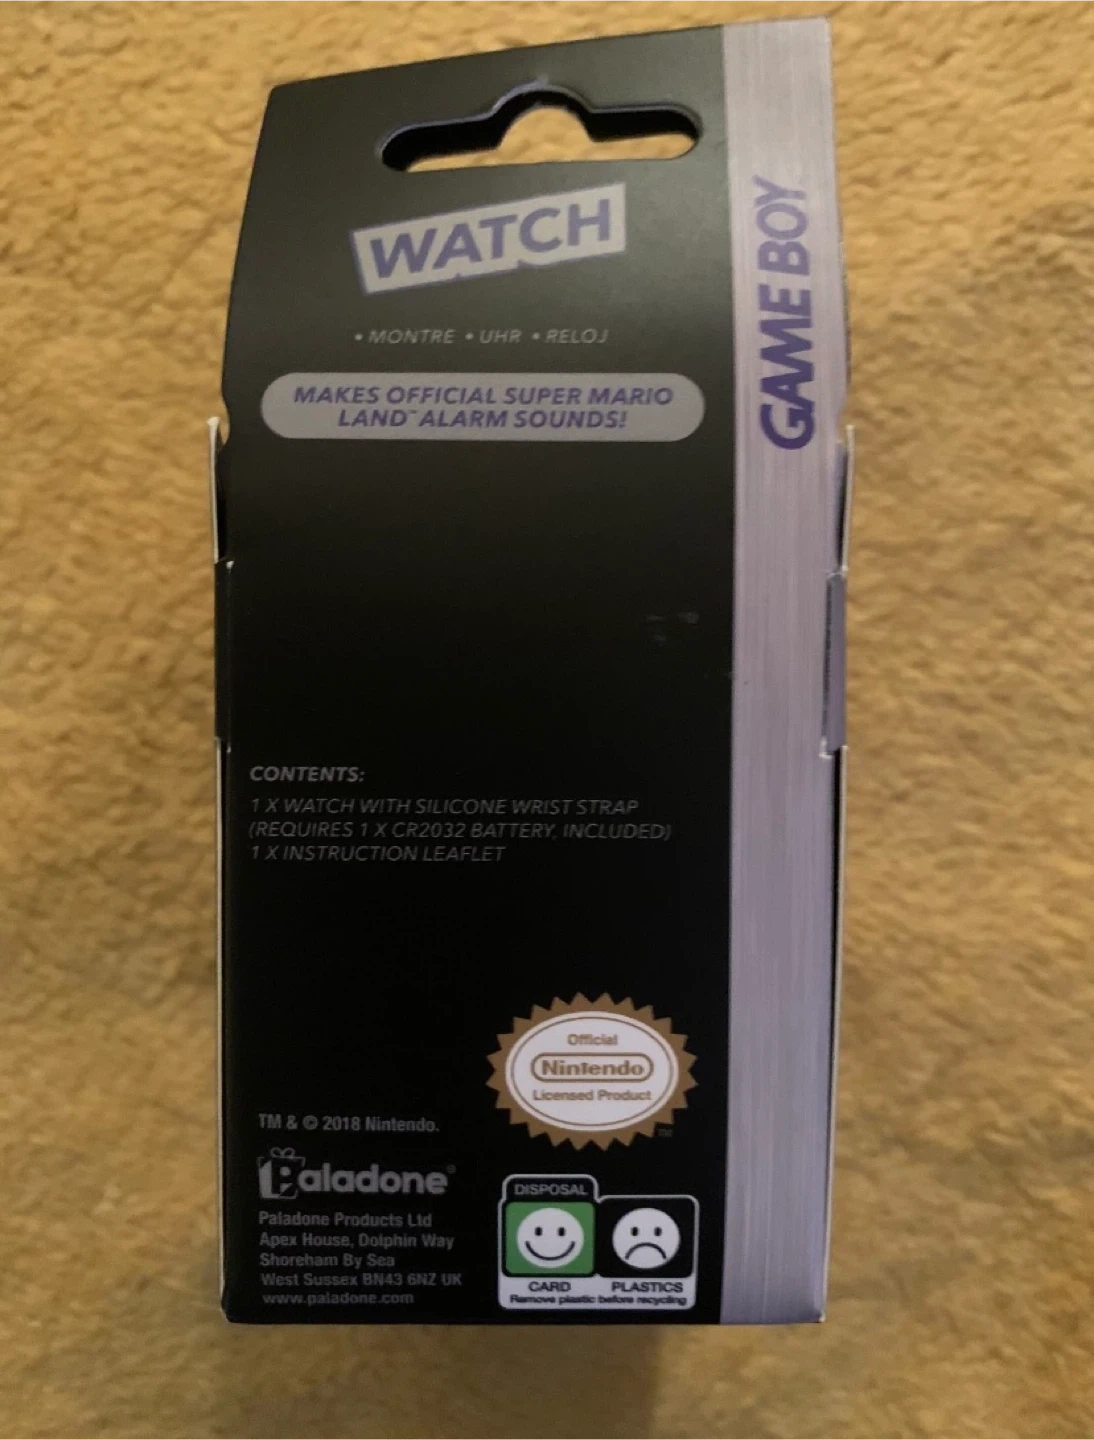 WATCH
• MONTRE • UHR • RELOJ
MAKES OFFICIAL SUPER MARIO
LAND™ ALARM SOUNDS!
GAME BOY
CONTENTS:
1 X WATCH WITH SILICONE WRIST STRAP
(REQUIRES 1 X CR2032 BATTERY, INCLUDED)
1 X INSTRUCTION LEAFLET
Official
Nintendo
Licensed Product
TM
TM & © 2018 Nintendo.
Paladone®
Paladone Products Ltd
Apex House, Dolphin Way
Shoreham By Sea
West Sussex BN43 6NZ UK
www.paladone.com
DISPOSAL
CARD PLASTICS
Remove plastic before recycling